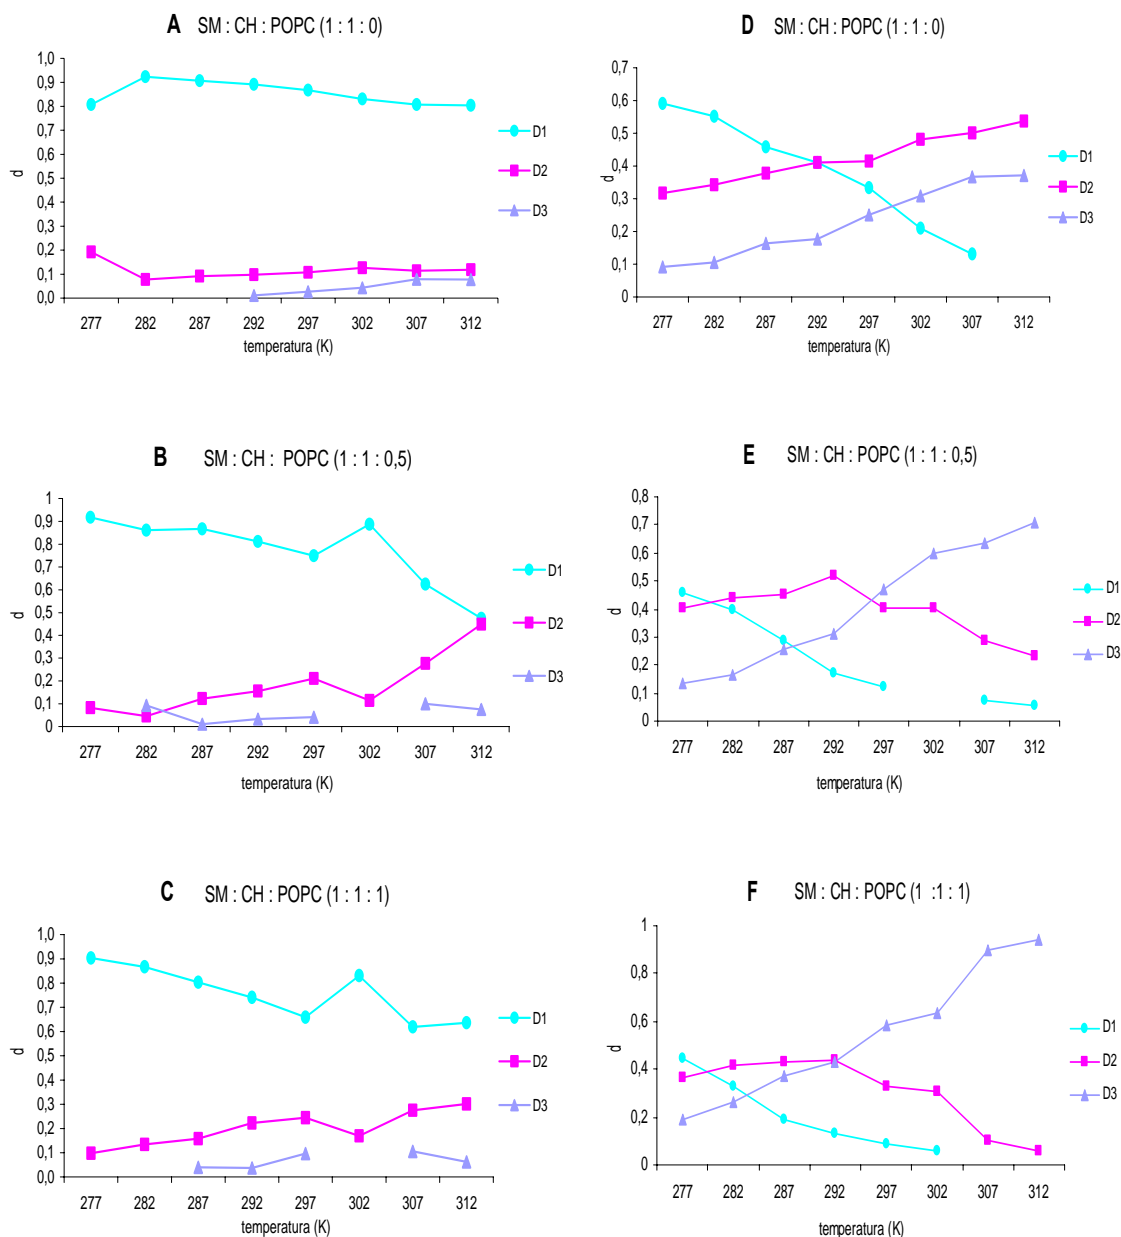 A SM : CH : POPC (1 : 1 : 0)
1,0
0,9
0,8
0,7
0,6
0,5
0,4
0,3
0,2
0,1
0,0
d
277 282 287 292 297 302 307 312
temperatura (K)
D1
D2
D3
D SM : CH : POPC (1 : 1 : 0)
0,7
0,6
0,5
0,4
0,3
0,2
0,1
0
d
277 282 287 292 297 302 307 312
temperatura (K)
D1
D2
D3
B SM : CH : POPC (1 : 1 : 0,5)
1
0,9
0,8
0,7
0,6
0,5
0,4
0,3
0,2
0,1
0
d
277 282 287 292 297 302 307 312
temperatura (K)
D1
D2
D3
E SM : CH : POPC (1 : 1 : 0,5)
0,8
0,7
0,6
0,5
0,4
0,3
0,2
0,1
0
d
277 282 287 292 297 302 307 312
temperatura (K)
D1
D2
D3
C SM : CH : POPC (1 : 1 : 1)
1,0
0,9
0,8
0,7
0,6
0,5
0,4
0,3
0,2
0,1
0,0
d
277 282 287 292 297 302 307 312
temperatura (K)
D1
D2
D3
F SM : CH : POPC (1 :1 : 1)
1
0,8
0,6
0,4
0,2
0
d
277 282 287 292 297 302 307 312
temperatura (K)
D1
D2
D3